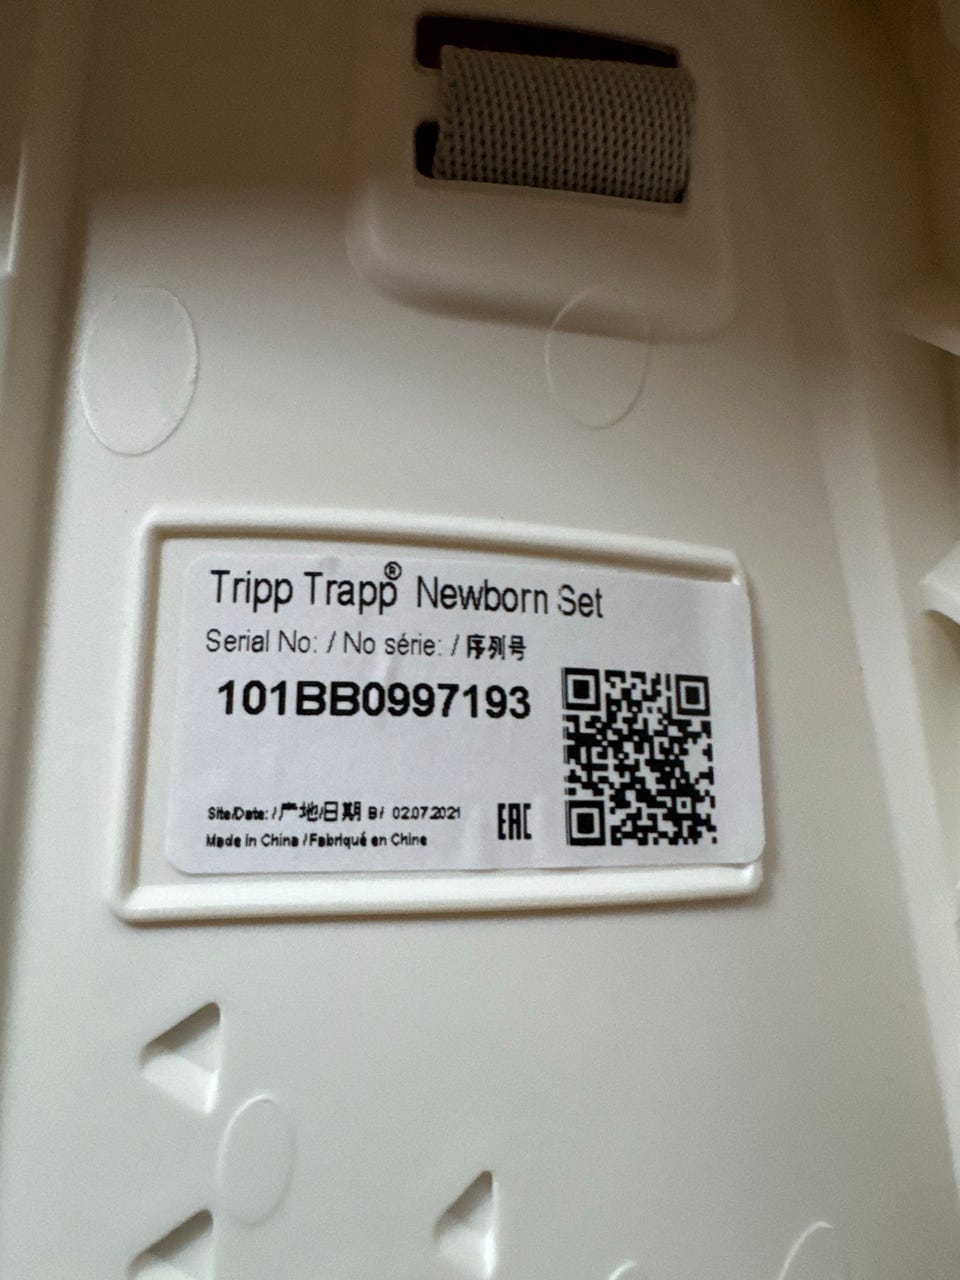 Tripp Trapp® Newborn Set
Serial No: / No série: / 序列号
101BB0997193
Site/Date: /产地/日期 B/ 02.07.2021
Made in China / Fabriqué en Chine
EAC